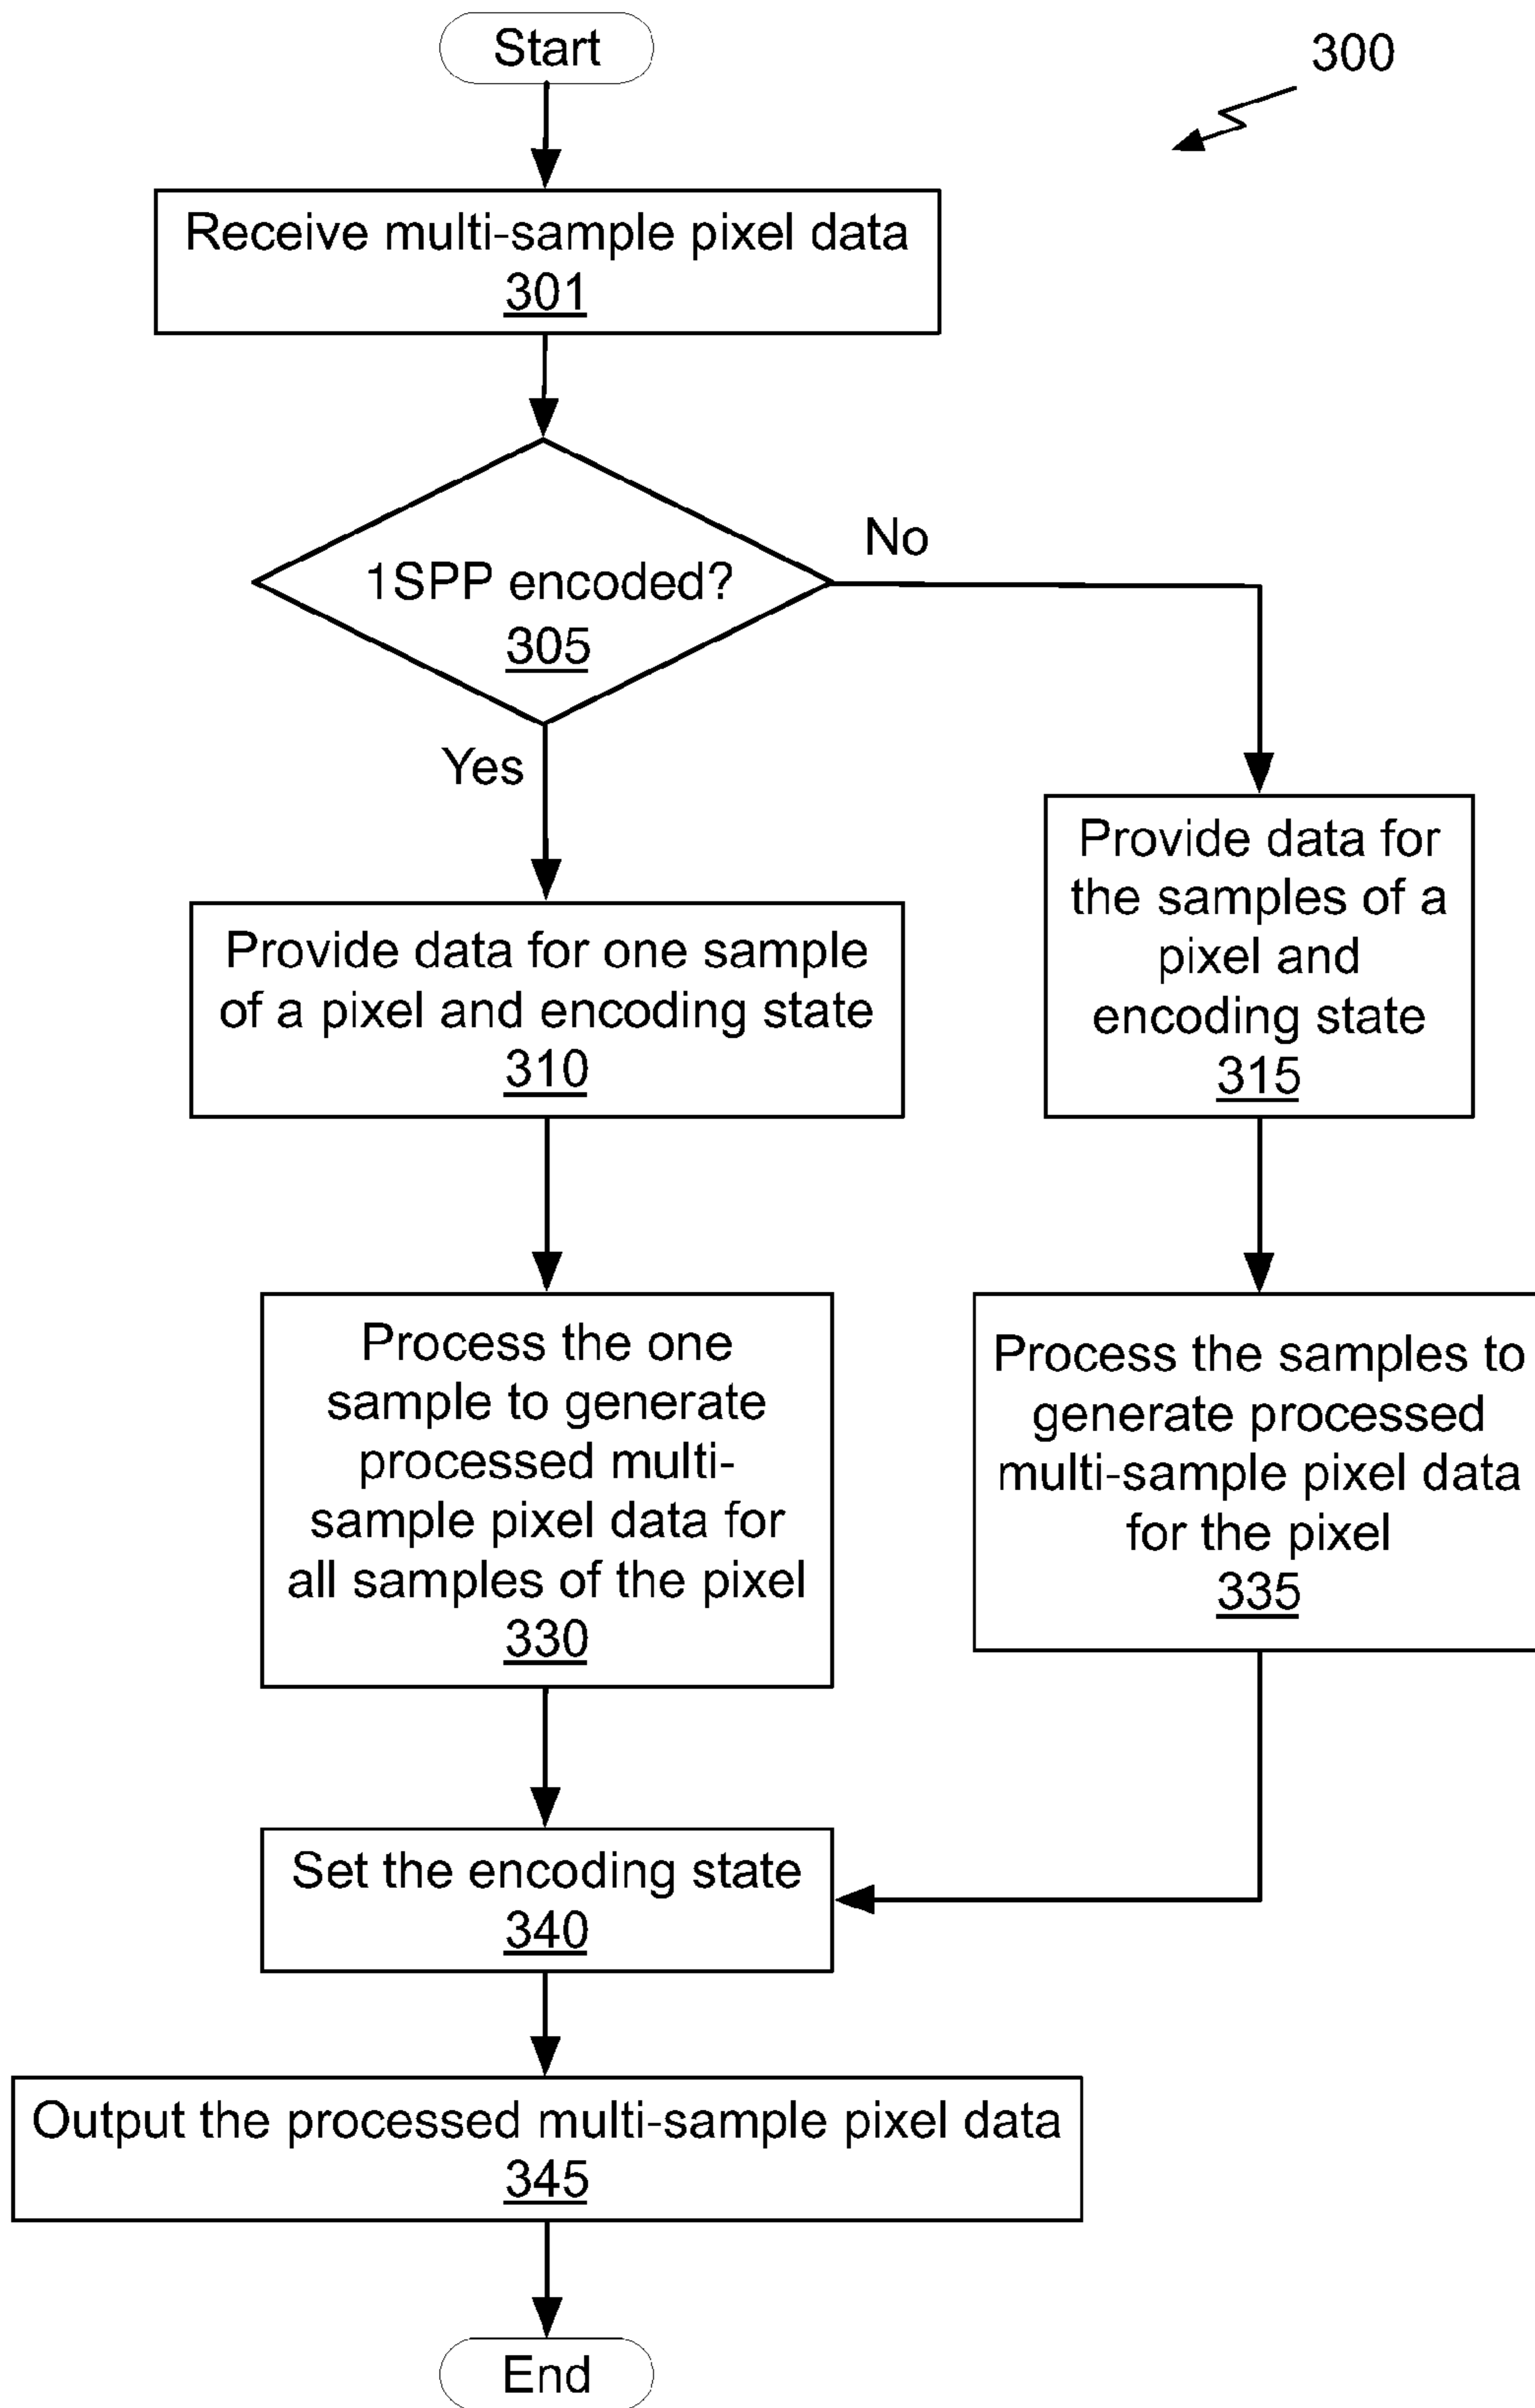 Start
300
Receive multi-sample pixel data
301
1SPP encoded?
305
No
Yes
Provide data for one sample
of a pixel and encoding state
310
Provide data for
the samples of a
pixel and
encoding state
315
Process the one
sample to generate
processed multi-
sample pixel data for
all samples of the pixel
330
Process the samples to
generate processed
multi-sample pixel data
for the pixel
335
Set the encoding state
340
Output the processed multi-sample pixel data
345
End